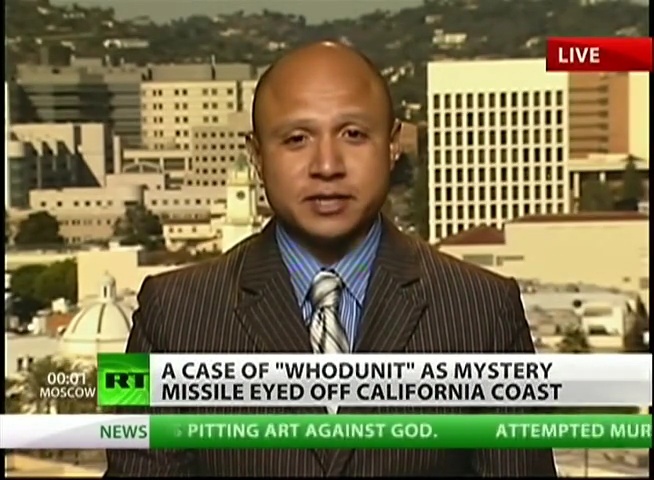 LIVE
00:01
MOSCOW
RT
A CASE OF "WHODUNIT" AS MYSTERY
MISSILE EYED OFF CALIFORNIA COAST
NEWS
S PITTING ART AGAINST GOD. ATTEMPTED MUR